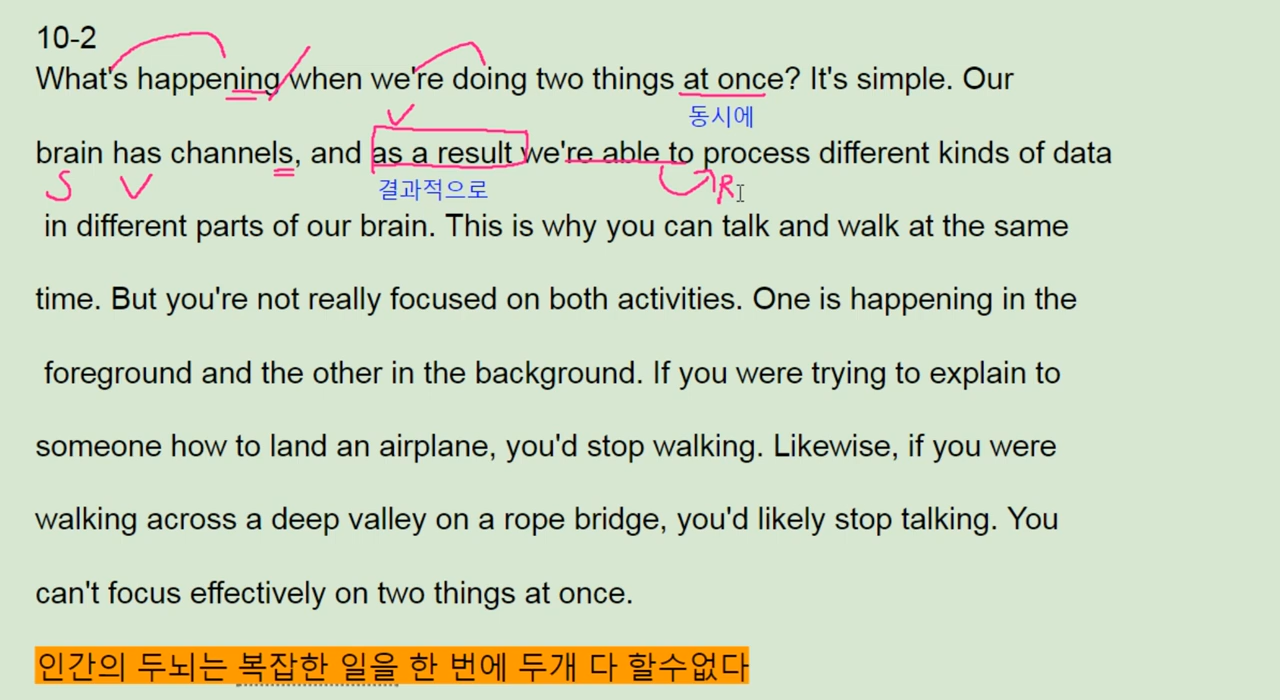 10-2
What's happening when we're doing two things at once? It's simple. Our
동시에
brain has channels, and as a result we're able to process different kinds of data
S V 결과적으로 R
in different parts of our brain. This is why you can talk and walk at the same
time. But you're not really focused on both activities. One is happening in the
foreground and the other in the background. If you were trying to explain to
someone how to land an airplane, you'd stop walking. Likewise, if you were
walking across a deep valley on a rope bridge, you'd likely stop talking. You
can't focus effectively on two things at once.
인간의 두뇌는 복잡한 일을 한 번에 두개 다 할수없다